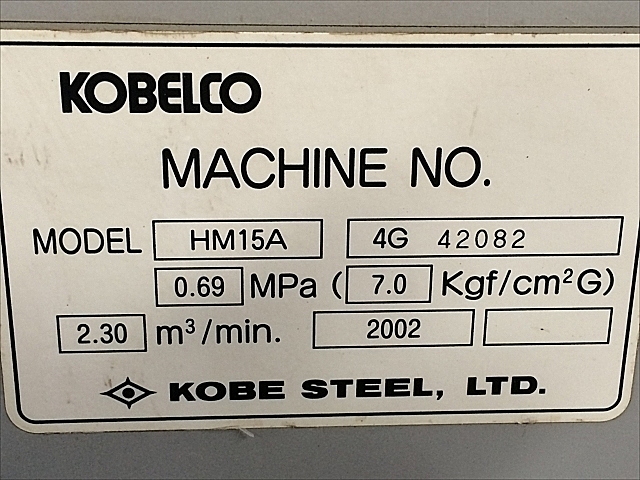 KOBELCO
MACHINE NO.
MODEL HM15A 4G 42082
0.69 MPa ( 7.0 Kgf/cm²G)
2.30 m³/min. 2002
KOBE STEEL, LTD.